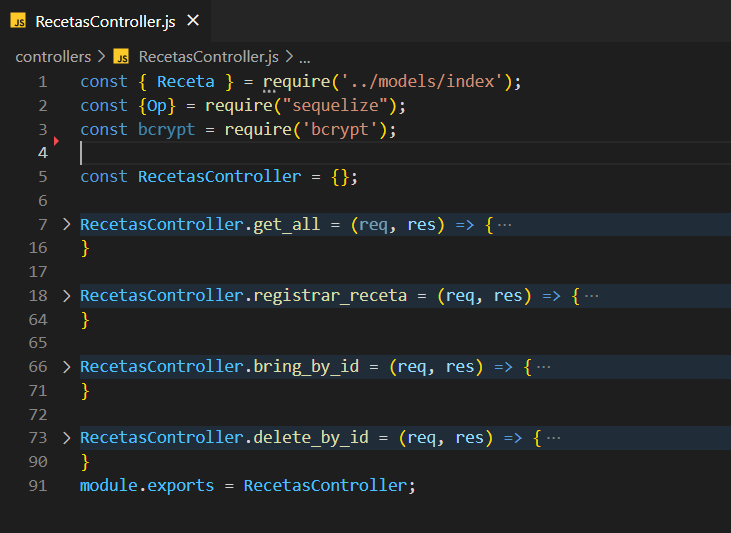 JS RecetasController.js ×
controllers > JS RecetasController.js > ...
1 const { Receta } = require('../models/index');
2 const {Op} = require("sequelize");
3 const bcrypt = require('bcrypt');
4
5 const RecetasController = {};
6
7 > RecetasController.get_all = (req, res) => { ···
16 }
17
18 > RecetasController.registrar_receta = (req, res) => { ···
64 }
65
66 > RecetasController.bring_by_id = (req, res) => { ···
71 }
72
73 > RecetasController.delete_by_id = (req, res) => { ···
90 }
91 module.exports = RecetasController;